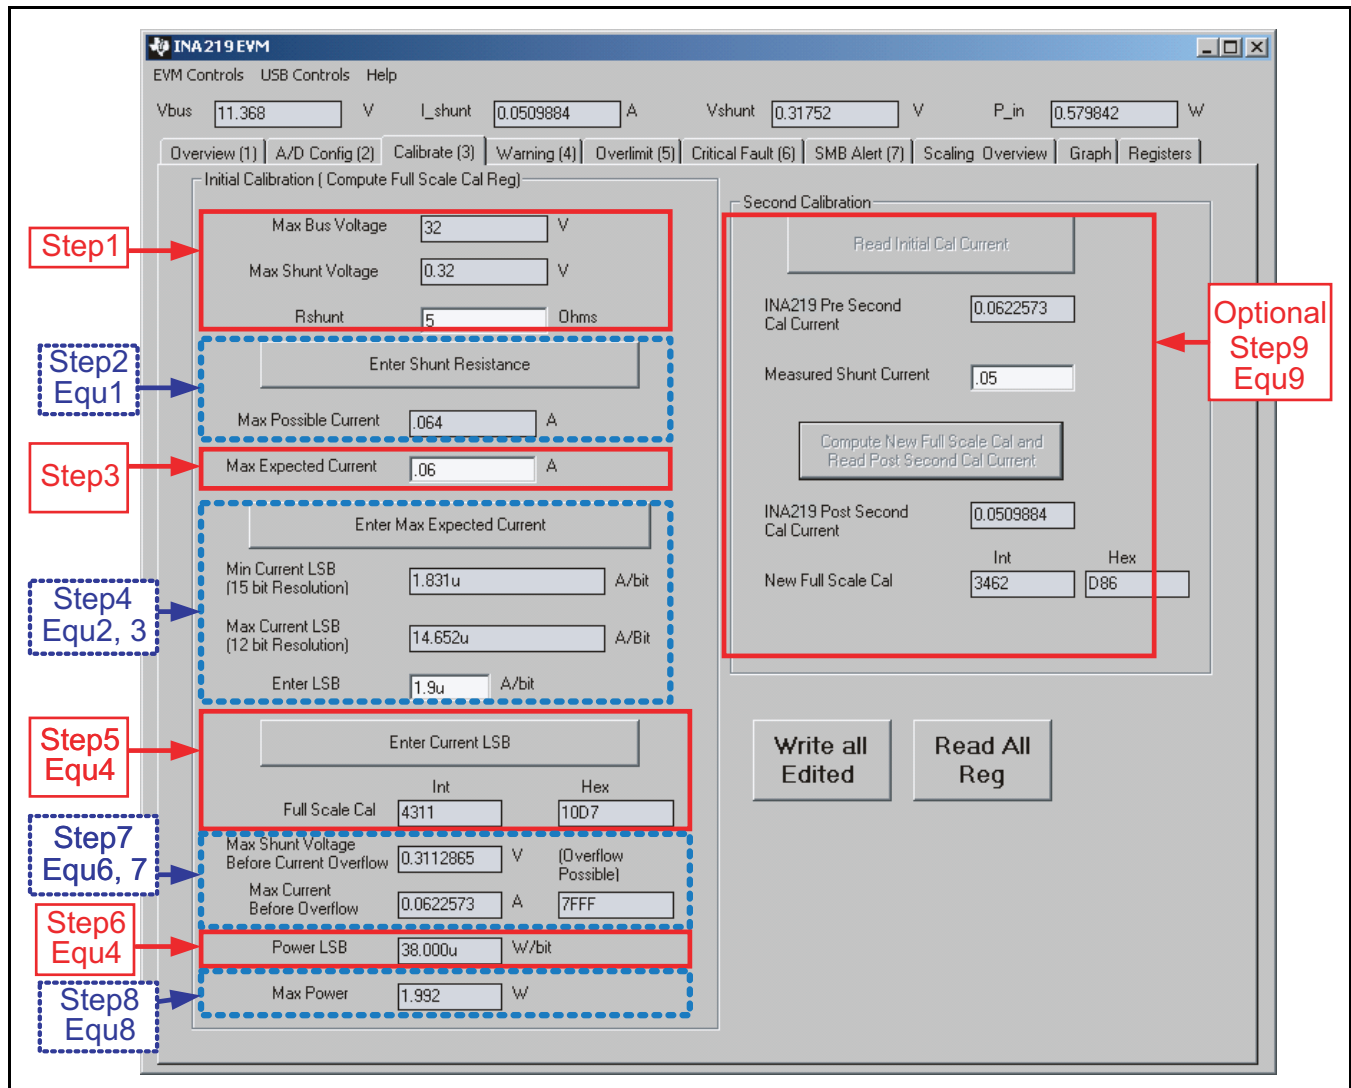 INA219EVM
EVM Controls USB Controls Help
Vbus 11.368 V I_shunt 0.0509884 A Vshunt 0.31752 V P_in 0.579842 W
Overview (1) A/D Config (2) Calibrate (3) Warning (4) Overlimit (5) Critical Fault (6) SMB Alert (7) Scaling Overview Graph Registers
Initial Calibration ( Compute Full Scale Cal Reg)
Step1
Max Bus Voltage 32 V
Max Shunt Voltage 0.32 V
Rshunt 5 Ohms
Step2
Equ1
Enter Shunt Resistance
Max Possible Current .064 A
Step3
Max Expected Current .06 A
Step4
Equ2, 3
Enter Max Expected Current
Min Current LSB
(15 bit Resolution) 1.831u A/bit
Max Current LSB
(12 bit Resolution) 14.652u A/Bit
Enter LSB 1.9u A/bit
Step5
Equ4
Enter Current LSB
Int Hex
Full Scale Cal 4311 10D7
Step7
Equ6, 7
Max Shunt Voltage
Before Current Overflow 0.3112865 V (Overflow
Possible)
Max Current
Before Overflow 0.0622573 A 7FFF
Step6
Equ4
Power LSB 38.000u W/bit
Step8
Equ8
Max Power 1.992 W
Second Calibration
Read Initial Cal Current
INA219 Pre Second
Cal Current 0.0622573
Optional
Step9
Equ9
Measured Shunt Current .05
Compute New Full Scale Cal and
Read Post Second Cal Current
INA219 Post Second
Cal Current 0.0509884
Int Hex
New Full Scale Cal 3462 D86
Write all
Edited
Read All
Reg